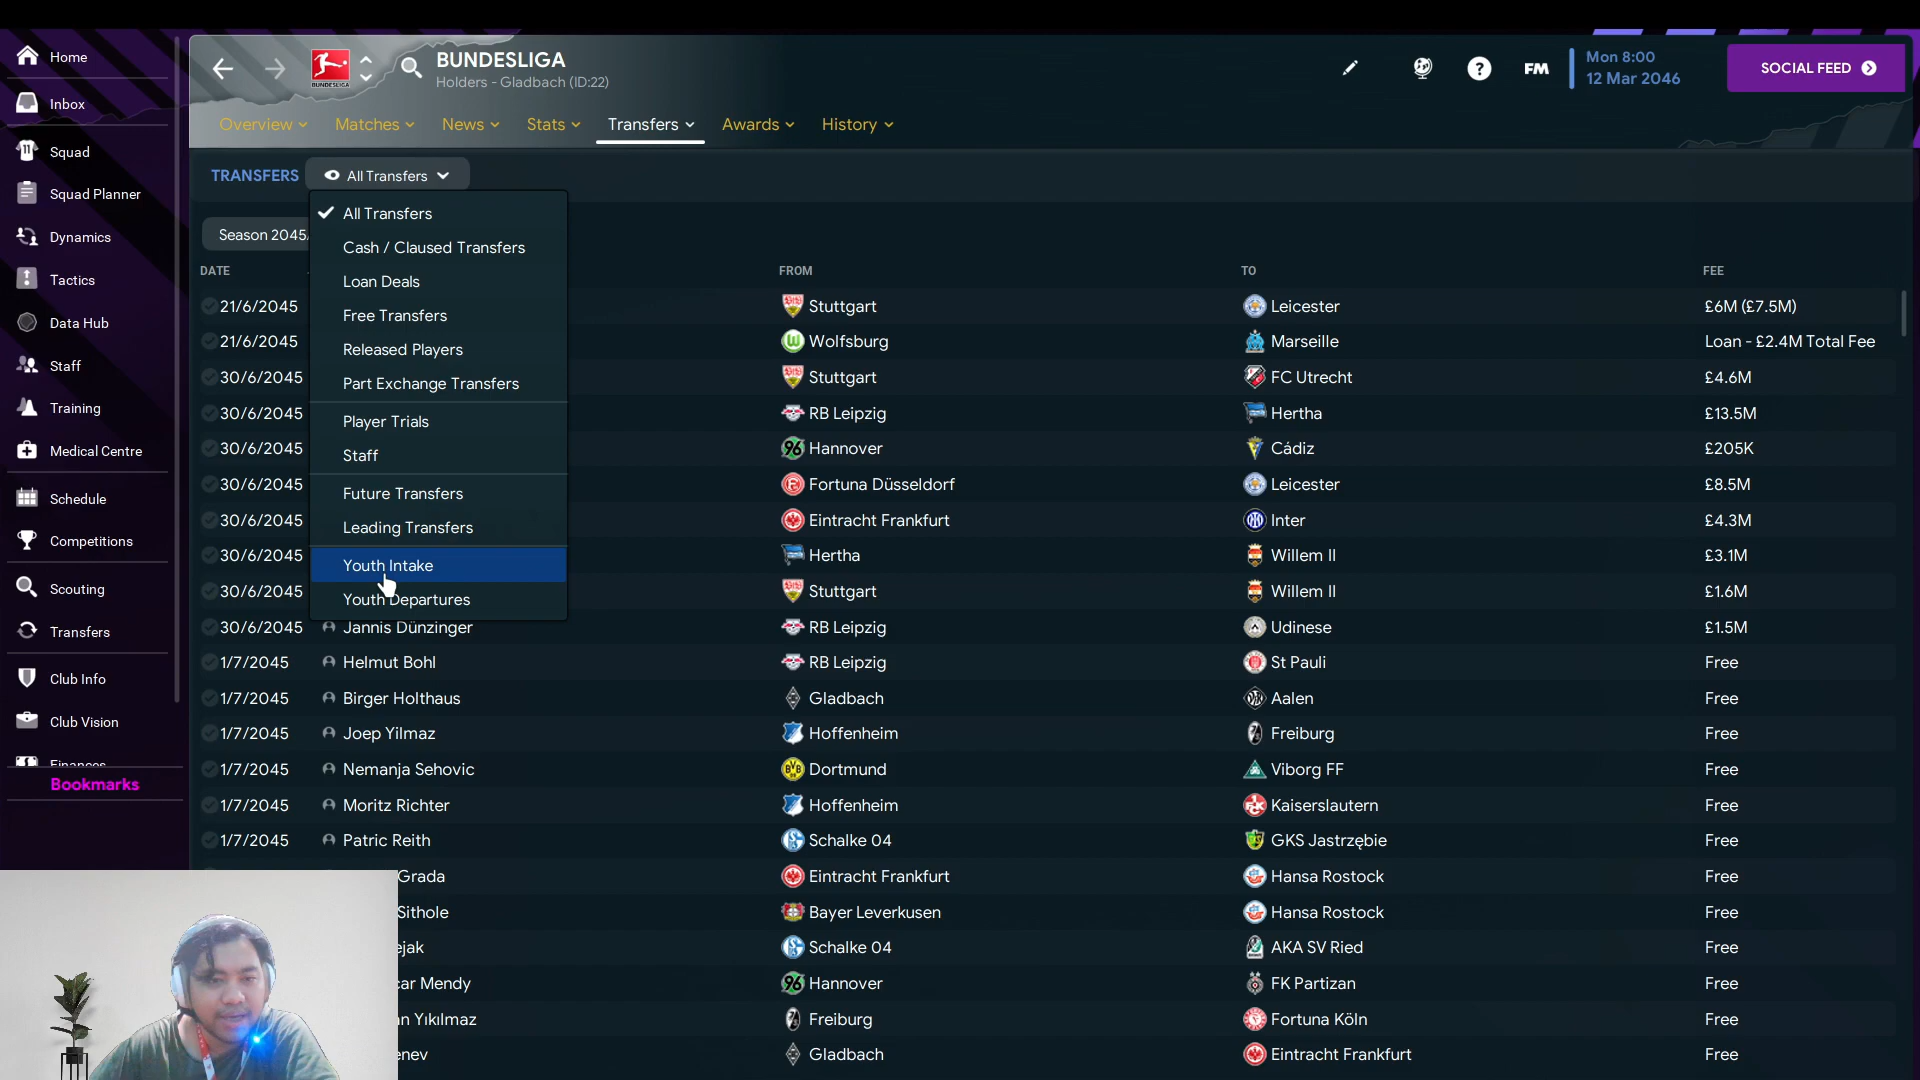 Home
Inbox
Squad
Squad Planner
Dynamics
Tactics
Data Hub
Staff
Training
Medical Centre
Schedule
Competitions
Scouting
Transfers
Club Info
Club Vision
Finances
Bookmarks
BUNDESLIGA
BUNDESLIGA
Holders - Gladbach (ID:22)
FM
Mon 8:00
12 Mar 2046
SOCIAL FEED
Overview Matches News Stats Transfers Awards History
TRANSFERS All Transfers
All Transfers
Cash / Claused Transfers
Loan Deals
Free Transfers
Released Players
Part Exchange Transfers
Player Trials
Staff
Future Transfers
Leading Transfers
Youth Intake
Youth Departures
Season 2045/
DATE FROM TO FEE
21/6/2045 Stuttgart Leicester £6M (£7.5M)
21/6/2045 Wolfsburg Marseille Loan - £2.4M Total Fee
30/6/2045 Stuttgart FC Utrecht £4.6M
30/6/2045 RB Leipzig Hertha £13.5M
30/6/2045 Hannover Cádiz £205K
30/6/2045 Fortuna Düsseldorf Leicester £8.5M
30/6/2045 Eintracht Frankfurt Inter £4.3M
30/6/2045 Hertha Willem II £3.1M
30/6/2045 Stuttgart Willem II £1.6M
30/6/2045 Jannis Dünzinger RB Leipzig Udinese £1.5M
1/7/2045 Helmut Bohl RB Leipzig St Pauli Free
1/7/2045 Birger Holthaus Gladbach Aalen Free
1/7/2045 Joep Yilmaz Hoffenheim Freiburg Free
1/7/2045 Nemanja Sehovic Dortmund Viborg FF Free
1/7/2045 Moritz Richter Hoffenheim Kaiserslautern Free
1/7/2045 Patric Reith Schalke 04 GKS Jastrzębie Free
Grada Eintracht Frankfurt Hansa Rostock Free
Sithole Bayer Leverkusen Hansa Rostock Free
ejak Schalke 04 AKA SV Ried Free
car Mendy Hannover FK Partizan Free
an Yıkılmaz Freiburg Fortuna Köln Free
enev Gladbach Eintracht Frankfurt Free